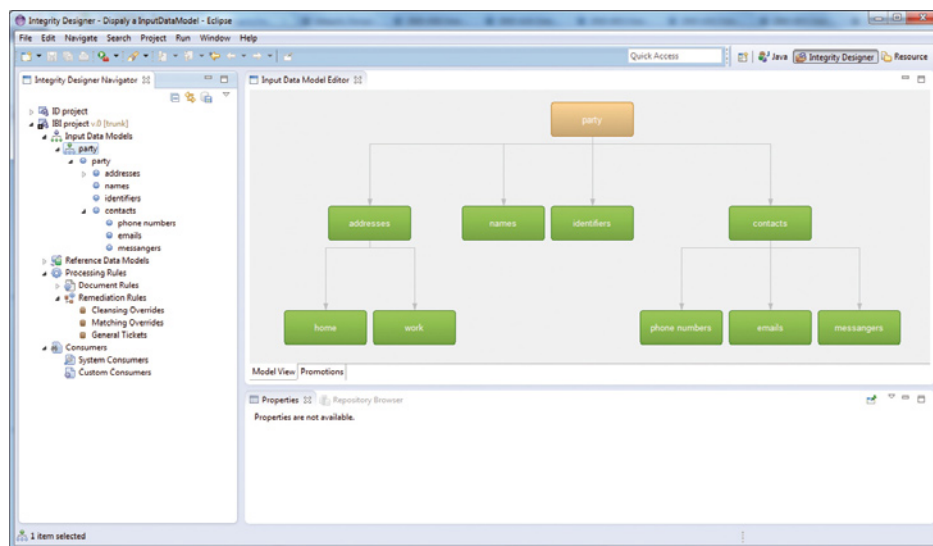 Integrity Designer - Dispaly a InputDataModel - Eclipse
File Edit Navigate Search Project Run Window Help
Quick Access
Java
Integrity Designer
Resource
Integrity Designer Navigator
ID project
IBI project v.0 [trunk]
Input Data Models
party
party
addresses
names
identifiers
contacts
phone numbers
emails
messangers
Reference Data Models
Processing Rules
Document Rules
Remediation Rules
Cleansing Overrides
Matching Overrides
General Tickets
Consumers
System Consumers
Custom Consumers
Input Data Model Editor
party
addresses names identifiers contacts
home work phone numbers emails messangers
Model View Promotions
Properties Repository Browser
Properties are not available.
1 item selected